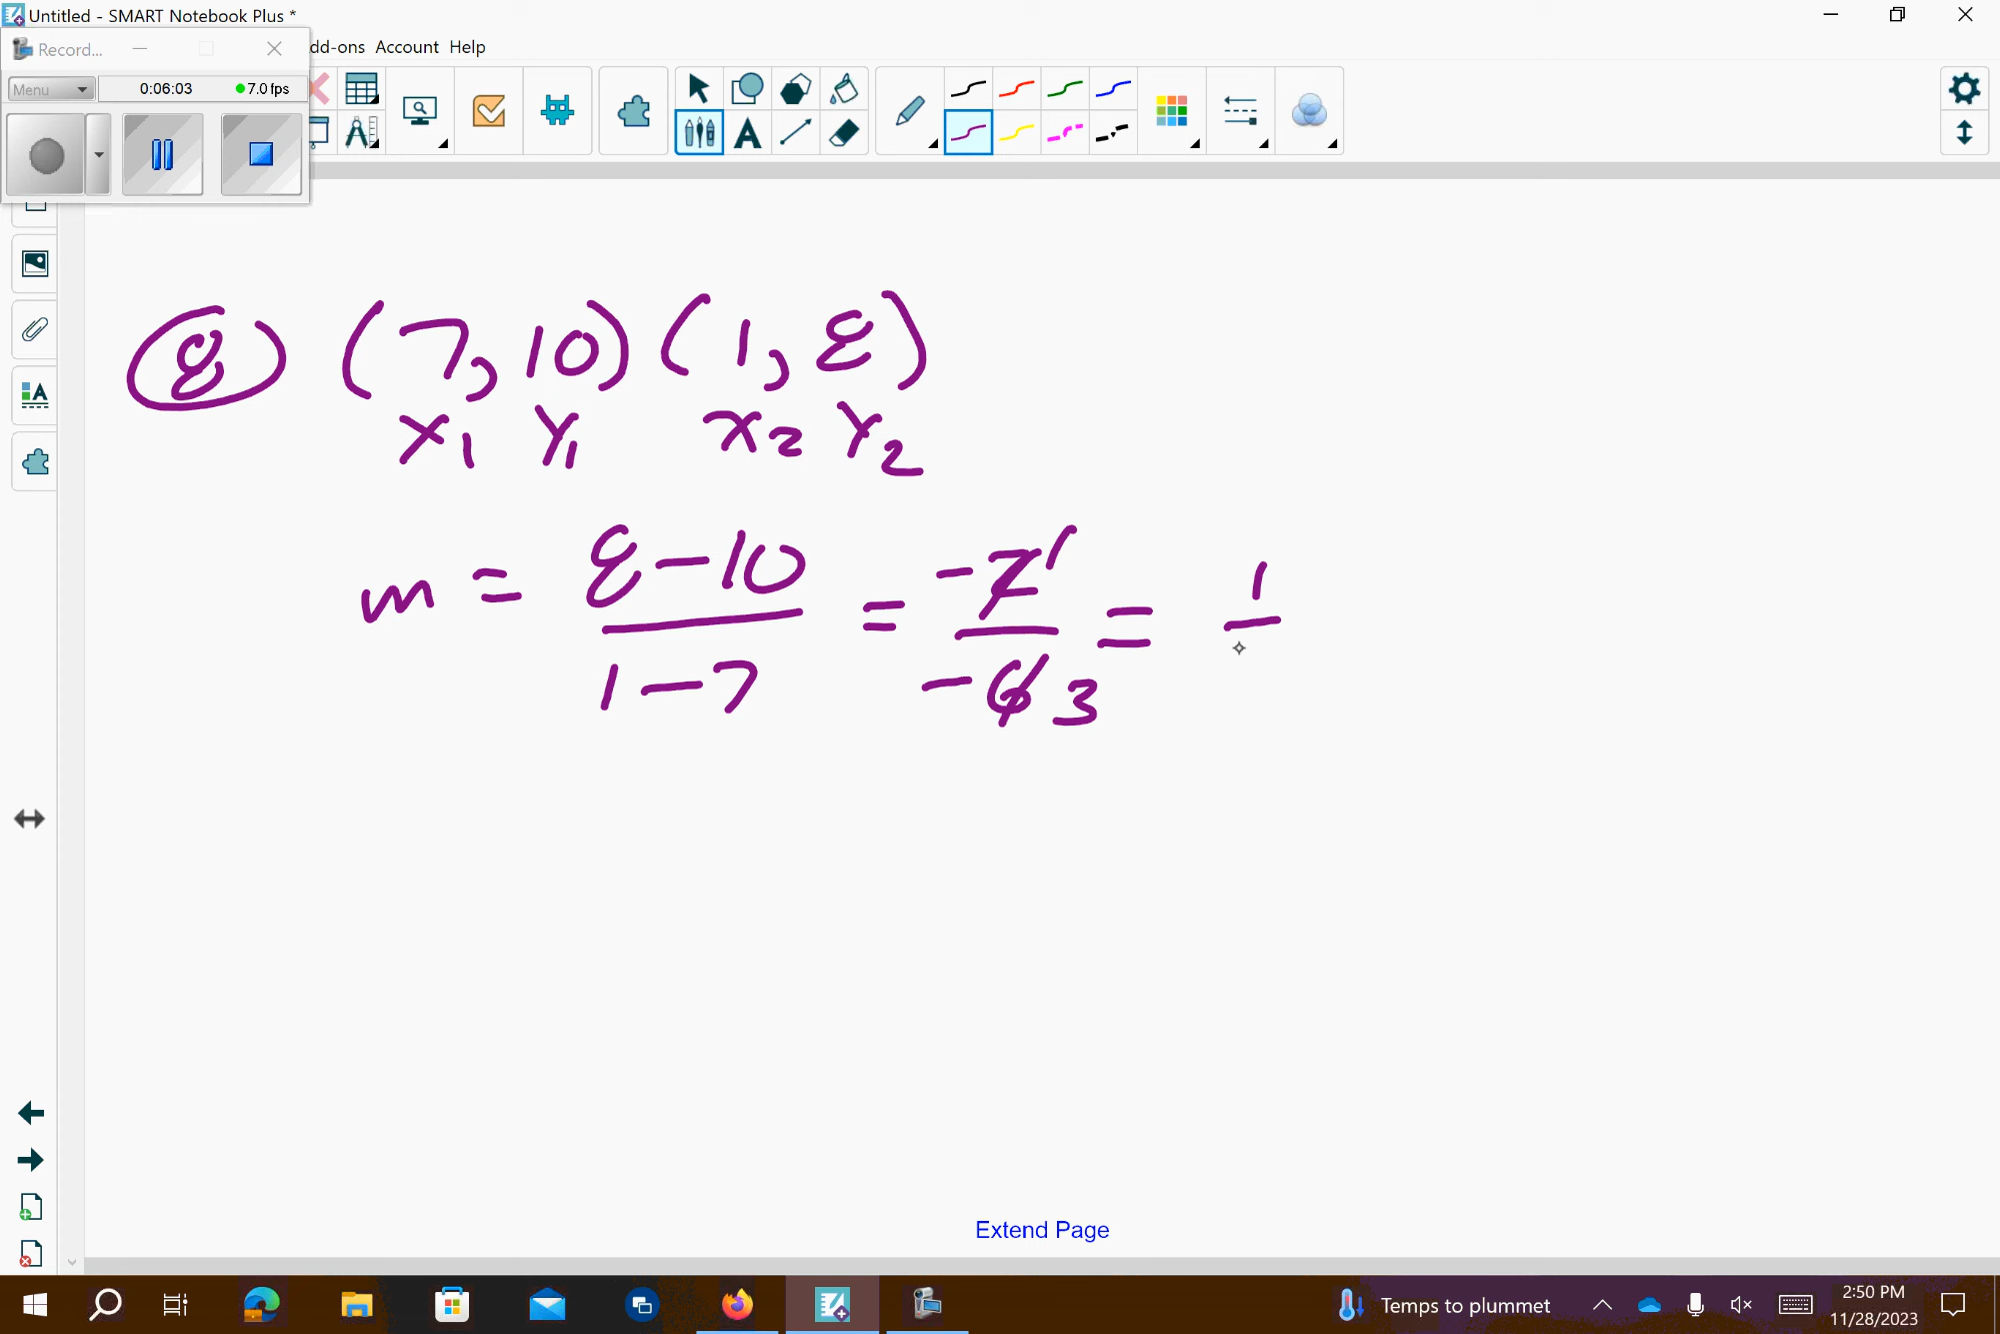 Untitled - SMART Notebook Plus *
Record...
dd-ons Account Help
Menu 0:06:03 7.0 fps
8) (7, 10) (1, 8)
x1 y1 x2 y2
m = 8-10 / 1-7 = -2 1 / -6 3 = 1 /
Extend Page
Temps to plummet
2:50 PM
11/28/2023